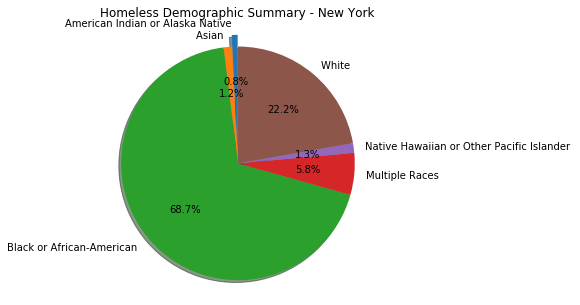 Homeless Demographic Summary - New York
American Indian or Alaska Native
Asian
White
0.8%
1.2%
22.2%
Native Hawaiian or Other Pacific Islander
1.3%
5.8%
Multiple Races
68.7%
Black or African-American